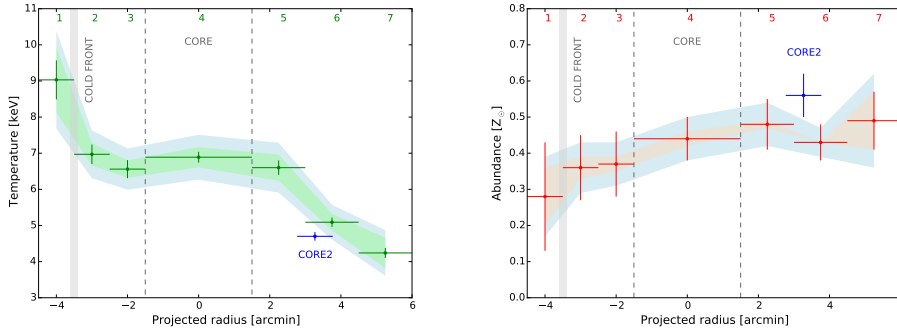 1 2 3 4 5 6 7
COLD FRONT
CORE
CORE2
11
10
9
8
7
6
5
4
3
Temperature [keV]
−4 −2 0 2 4 6
Projected radius [arcmin]
1 2 3 4 5 6 7
COLD FRONT
CORE
CORE2
0.8
0.7
0.6
0.5
0.4
0.3
0.2
0.1
0.0
Abundance [Z☉]
−4 −2 0 2 4
Projected radius [arcmin]